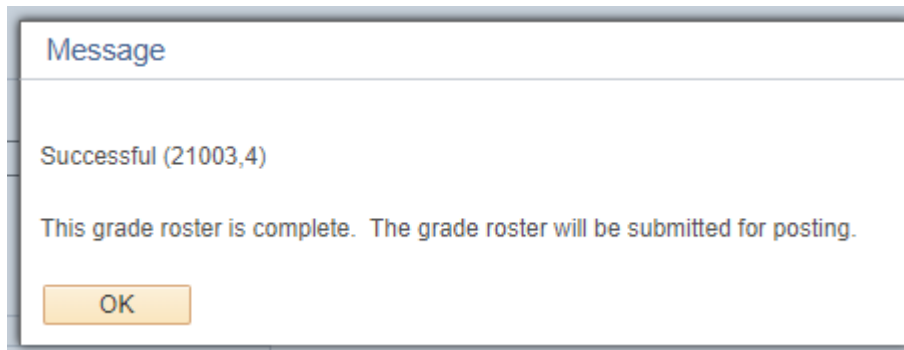 Message
Successful (21003,4)
This grade roster is complete.  The grade roster will be submitted for posting.
OK